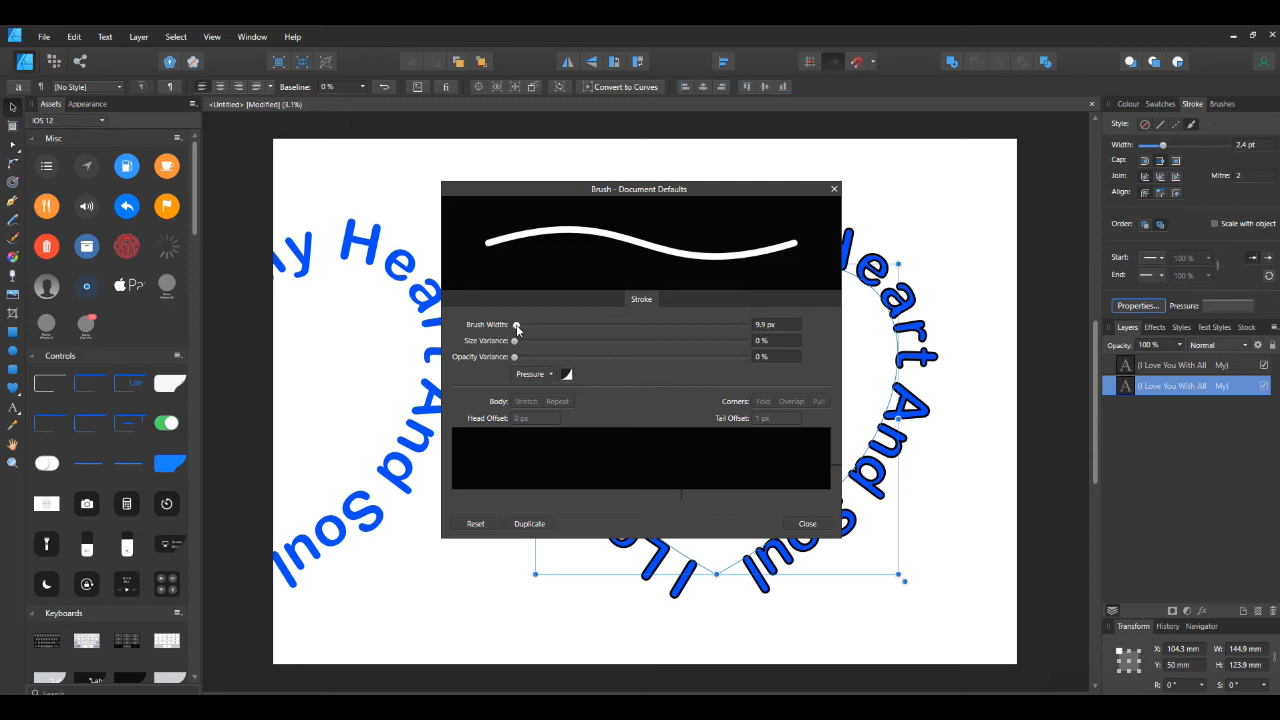 File Edit Text Layer Select View Window Help
a [No Style] Baseline: 0 % Convert to Curves
Assets Appearance
<Untitled> [Modified] (3.1%)
Colour Swatches Stroke Brushes
iOS 12
Style:
Misc
Width: 2.4 pt
Cap:
Join: Mitre: 2
Align:
Order: Scale with object
Start: 100 %
End: 100 %
Properties... Pressure:
Layers Effects Styles Text Styles Stock
Opacity: 100 % Normal
(I Love You With All My)
(I Love You With All My)
Brush - Document Defaults
Stroke
Brush Width: 9.9 px
Size Variance: 0 %
Opacity Variance: 0 %
Pressure
Body: Stretch Repeat Corners: Fold Overlap Pull
Head Offset: 0 px Tail Offset: 1 px
Reset Duplicate Close
My Heart And Soul
Heart And Soul
Controls
Keyboards
Search
Transform History Navigator
X: 104.3 mm W: 144.9 mm
Y: 50 mm H: 123.9 mm
R: 0 ° S: 0 °